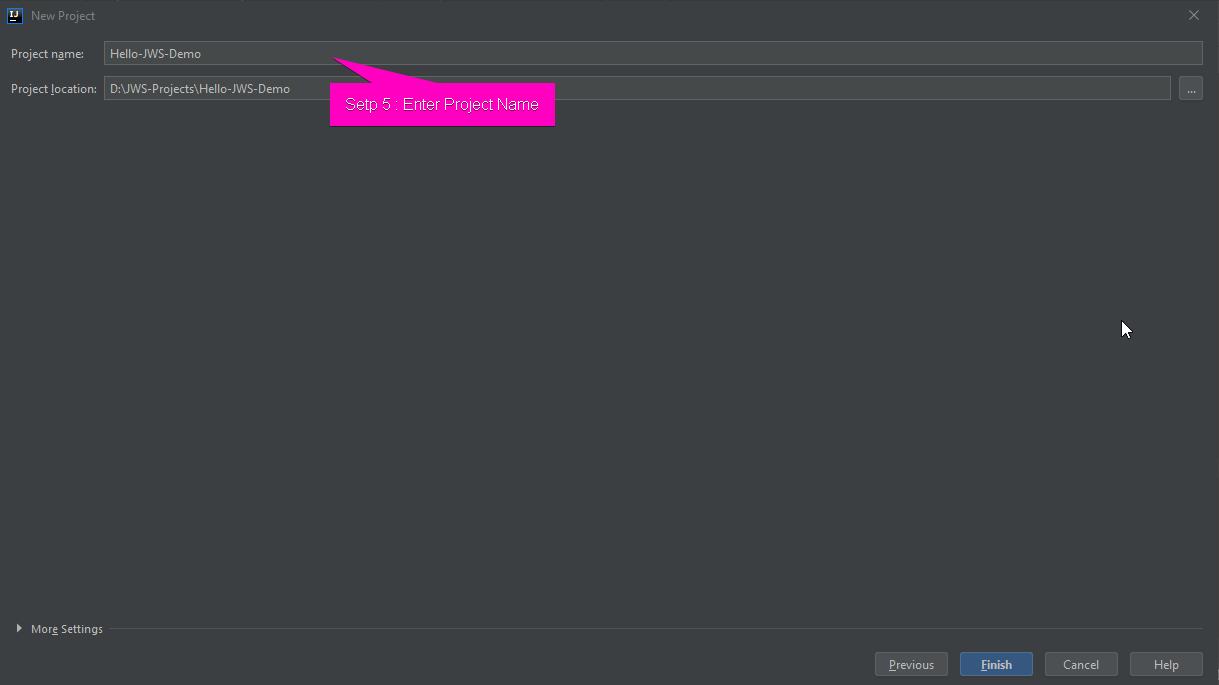 IJ New Project
Project name: Hello-JWS-Demo
Project location: D:\JWS-Projects\Hello-JWS-Demo ...
Setp 5 : Enter Project Name
More Settings
Previous Finish Cancel Help